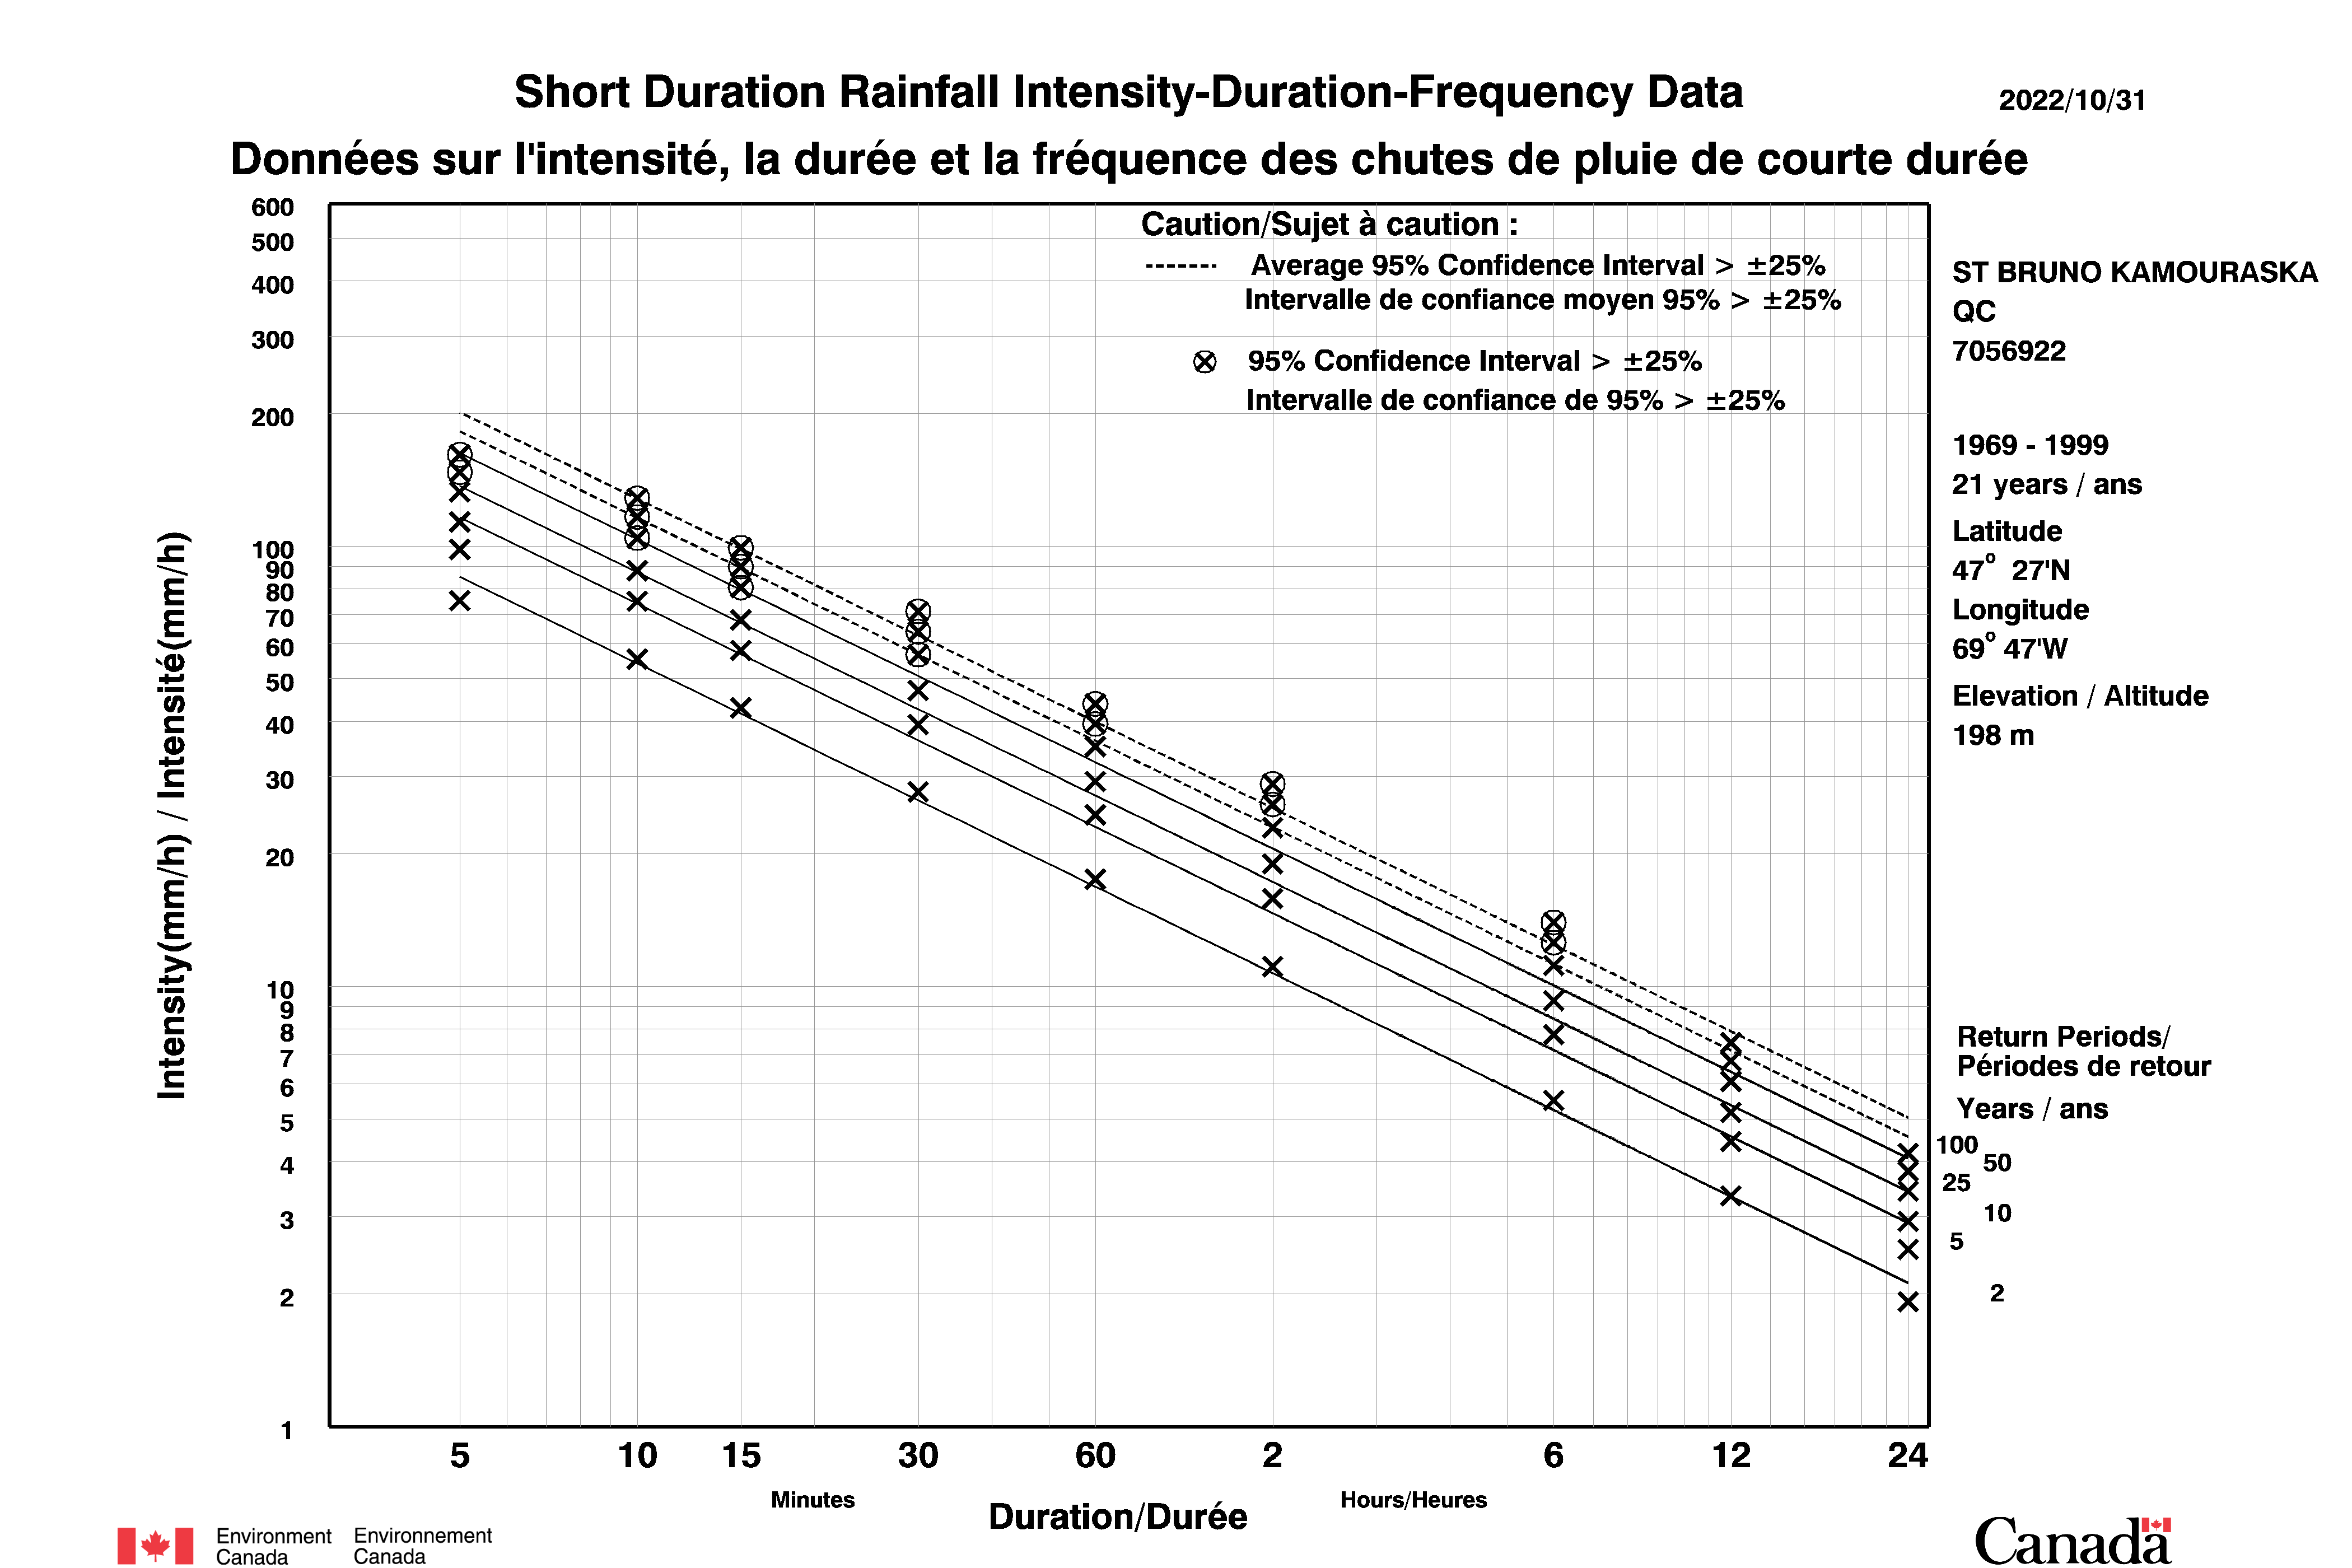 Short Duration Rainfall Intensity-Duration-Frequency Data
2022/10/31
Données sur l'intensité, la durée et la fréquence des chutes de pluie de courte durée
Caution/Sujet à caution :
Average 95% Confidence Interval > ±25%
Intervalle de confiance moyen 95% > ±25%
95% Confidence Interval > ±25%
Intervalle de confiance de 95% > ±25%
ST BRUNO KAMOURASKA
QC
7056922
1969 - 1999
21 years / ans
Latitude
47° 27'N
Longitude
69° 47'W
Elevation / Altitude
198 m
Return Periods/
Périodes de retour
Years / ans
100
50
25
10
5
2
Intensity(mm/h) / Intensité(mm/h)
600
500
400
300
200
100
90
80
70
60
50
40
30
20
10
9
8
7
6
5
4
3
2
1
5 10 15 30 60 2 6 12 24
Minutes
Hours/Heures
Duration/Durée
Environment Environnement
Canada Canada
Canada